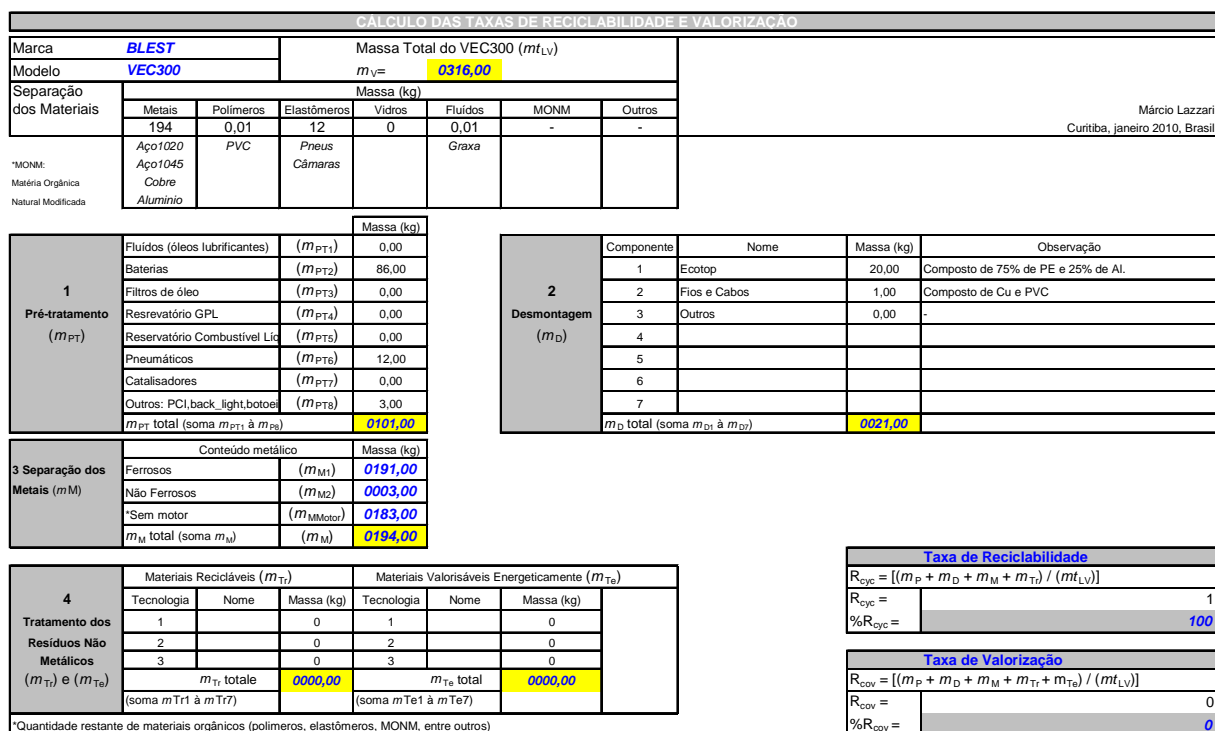 CÁLCULO DAS TAXAS DE RECICLABILIDADE E VALORIZAÇÃO
Marca BLEST Massa Total do VEC300 (mtLV)
Modelo VEC300 mV= 0316,00
Separação Massa (kg)
dos Materiais Metais Polímeros Elastômeros Vidros Fluídos MONM Outros Márcio Lazzari
194 0,01 12 0 0,01 - - Curitiba, janeiro 2010, Brasil
Aço1020 PVC Pneus Graxa
*MONM: Aço1045 Câmaras
Matéria Orgânica Cobre
Natural Modificada Aluminio
Massa (kg)
Fluídos (óleos lubrificantes) (mPT1) 0,00 Componente Nome Massa (kg) Observação
Baterias (mPT2) 86,00 1 Ecotop 20,00 Composto de 75% de PE e 25% de Al.
1 Filtros de óleo (mPT3) 0,00 2 2 Fios e Cabos 1,00 Composto de Cu e PVC
Pré-tratamento Resrevatório GPL (mPT4) 0,00 Desmontagem 3 Outros 0,00 -
(mPT) Reservatório Combustível Líq (mPT5) 0,00 (mD) 4
Pneumáticos (mPT6) 12,00 5
Catalisadores (mPT7) 0,00 6
Outros: PCI,back_light,botoei (mPT8) 3,00 7
mPT total (soma mPT1 à mP8) 0101,00 mD total (soma mD1 à mD7) 0021,00
Conteúdo metálico Massa (kg)
3 Separação dos Ferrosos (mM1) 0191,00
Metais (mM) Não Ferrosos (mM2) 0003,00
*Sem motor (mMMotor) 0183,00
mM total (soma mM) (mM) 0194,00
Taxa de Reciclabilidade
Materiais Recicláveis (mTr) Materiais Valorisáveis Energeticamente (mTe) Rcyc = [(mP + mD + mM + mTr) / (mtLV)]
4 Tecnologia Nome Massa (kg) Tecnologia Nome Massa (kg) Rcyc = 1
Tratamento dos 1 0 1 0 %Rcyc = 100
Resíduos Não 2 0 2 0
Metálicos 3 0 3 0 Taxa de Valorização
(mTr) e (mTe) mTr totale 0000,00 mTe total 0000,00 Rcov = [(mP + mD + mM + mTr + mTe) / (mtLV)]
(soma mTr1 à mTr7) (soma mTe1 à mTe7) Rcov = 0
*Quantidade restante de materiais orgânicos (polimeros, elastômeros, MONM, entre outros) %Rcov = 0